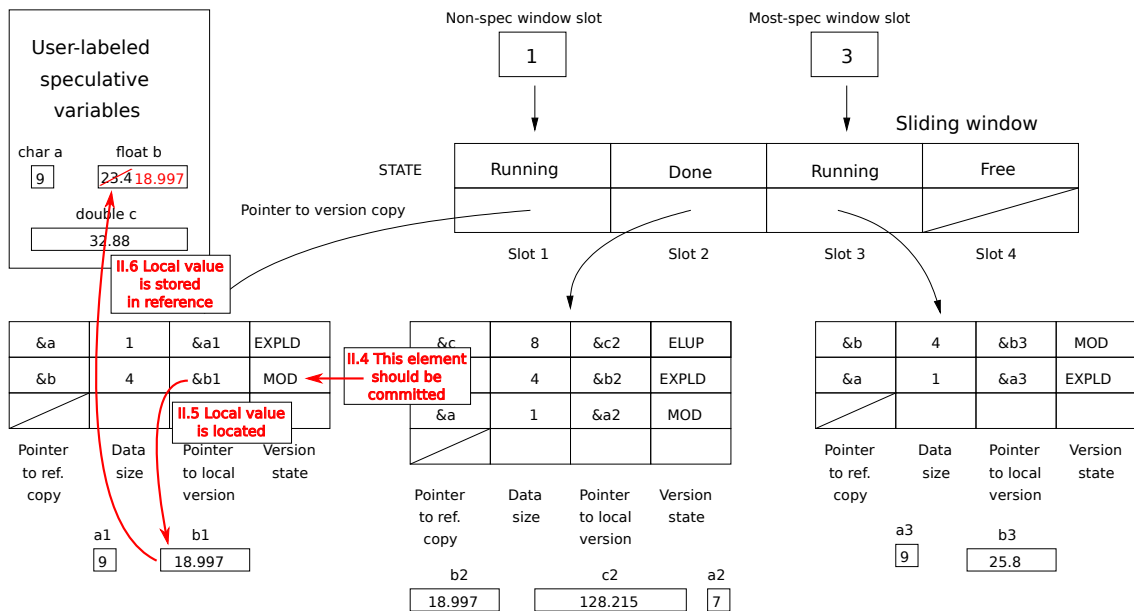 Non-spec window slot
Most-spec window slot
1
3
User-labeled
speculative
variables
char a
float b
9
23.4 18.997
double c
32.88
Sliding window
STATE
Running
Done
Running
Free
Pointer to version copy
Slot 1
Slot 2
Slot 3
Slot 4
II.6 Local value
is stored
in reference
&a 1 &a1 EXPLD
&b 4 &b1 MOD
II.4 This element
should be
committed
II.5 Local value
is located
Pointer
to ref.
copy
Data
size
Pointer
to local
version
Version
state
a1
9
b1
18.997
&c 8 &c2 ELUP
4 &b2 EXPLD
&a 1 &a2 MOD
Pointer
to ref.
copy
Data
size
Pointer
to local
version
Version
state
b2
18.997
c2
128.215
a2
7
&b 4 &b3 MOD
&a 1 &a3 EXPLD
Pointer
to ref.
copy
Data
size
Pointer
to local
version
Version
state
a3
9
b3
25.8